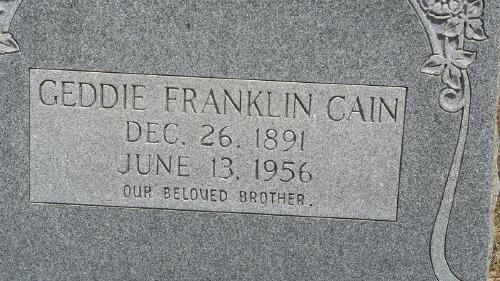 GEDDIE FRANKLIN CAIN
DEC. 26. 1891
JUNE 13, 1956
OUR BELOVED BROTHER.